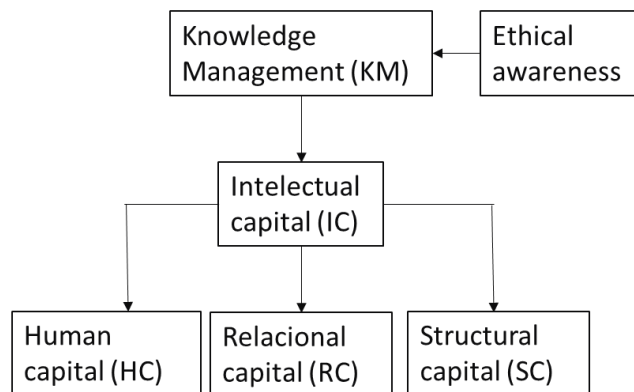 Knowledge
Management (KM)
Ethical
awareness
Intelectual
capital (IC)
Human
capital (HC)
Relacional
capital (RC)
Structural
capital (SC)